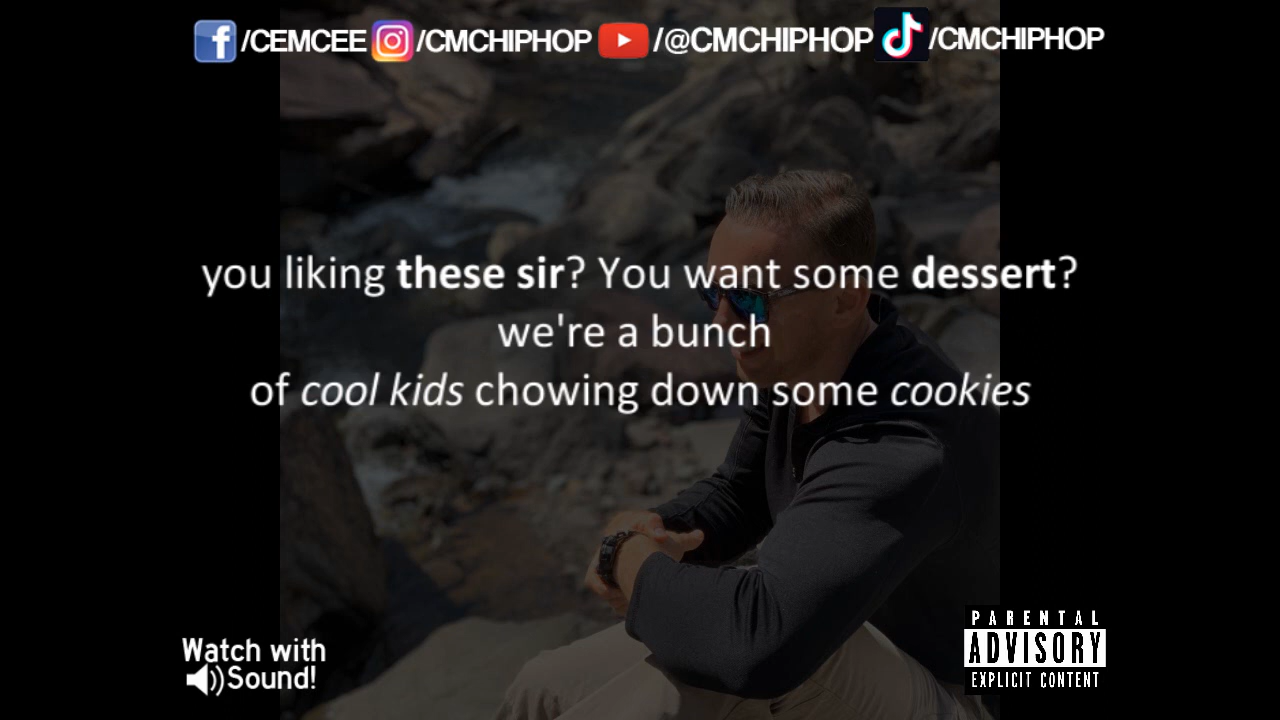 /CEMCEE /CMCHIPHOP /@CMCHIPHOP /CMCHIPHOP
you liking these sir? You want some dessert?
we're a bunch
of cool kids chowing down some cookies
Watch with
Sound!
PARENTAL
ADVISORY
EXPLICIT CONTENT